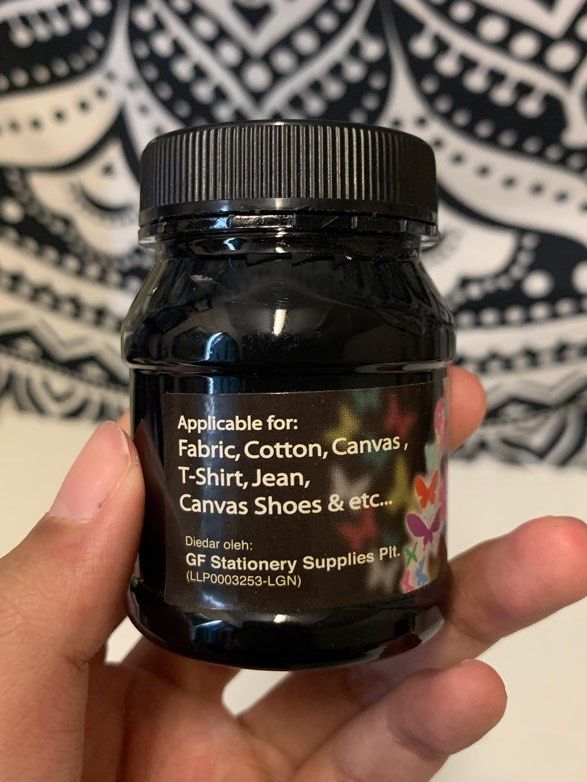 Applicable for:
Fabric, Cotton, Canvas ,
T-Shirt, Jean,
Canvas Shoes & etc...
Diedar oleh:
GF Stationery Supplies Plt.
(LLP0003253-LGN)